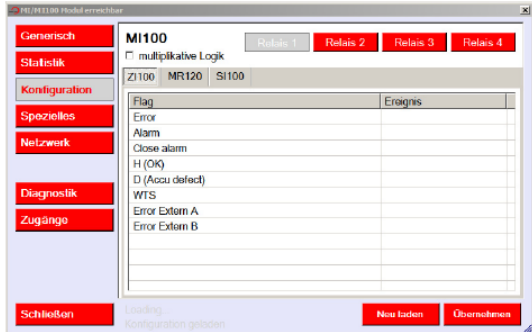 MI/MI100 Modul erreichbar
Generisch
Statistik
Konfiguration
Spezielles
Netzwerk
Diagnostik
Zugänge
Schließen
MI100
multiplikative Logik
Relais 1 Relais 2 Relais 3 Relais 4
ZI100 MR120 SI100
Flag Ereignis
Error
Alarm
Close alarm
H (OK)
D (Accu defect)
WTS
Error Extern A
Error Extern B
Loading
Konfiguration geladen
Neu laden Übernehmen